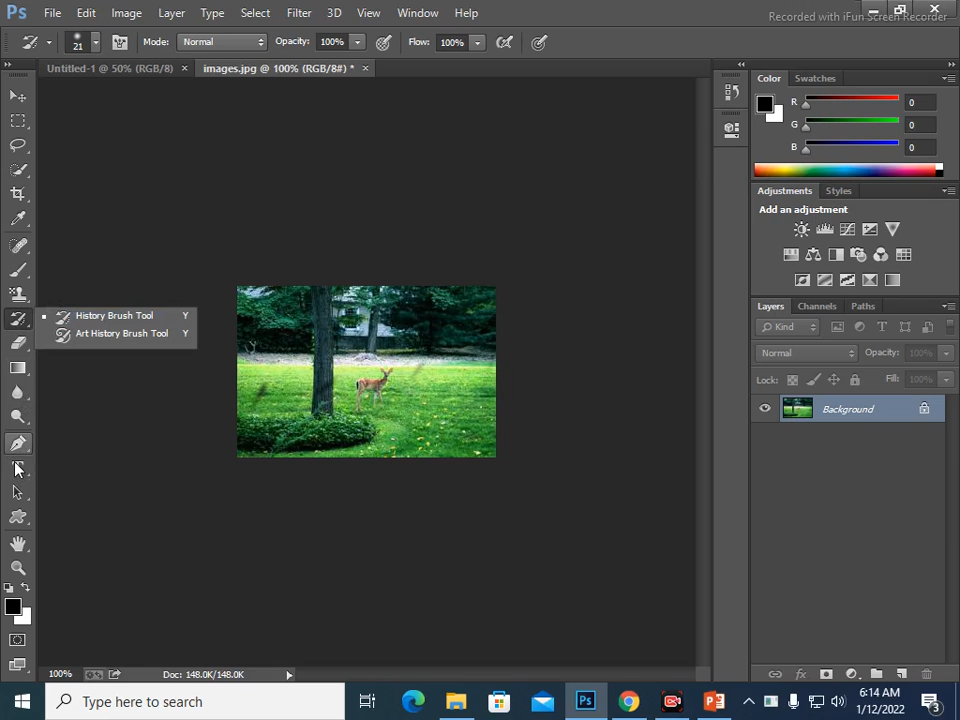 Ps File Edit Image Layer Type Select Filter 3D View Window Help
Recorded with iFun Screen Recorder
21 Mode: Normal Opacity: 100% Flow: 100%
Untitled-1 @ 50% (RGB/8) × images.jpg @ 100% (RGB/8#) * ×
Color Swatches
R 0
G 0
B 0
Adjustments Styles
Add an adjustment
History Brush Tool Y
Art History Brush Tool Y
Layers Channels Paths
Kind
Normal Opacity: 100%
Lock: Fill: 100%
Background
100% Doc: 148.0K/148.0K
Type here to search
Ps
6:14 AM
1/12/2022
3